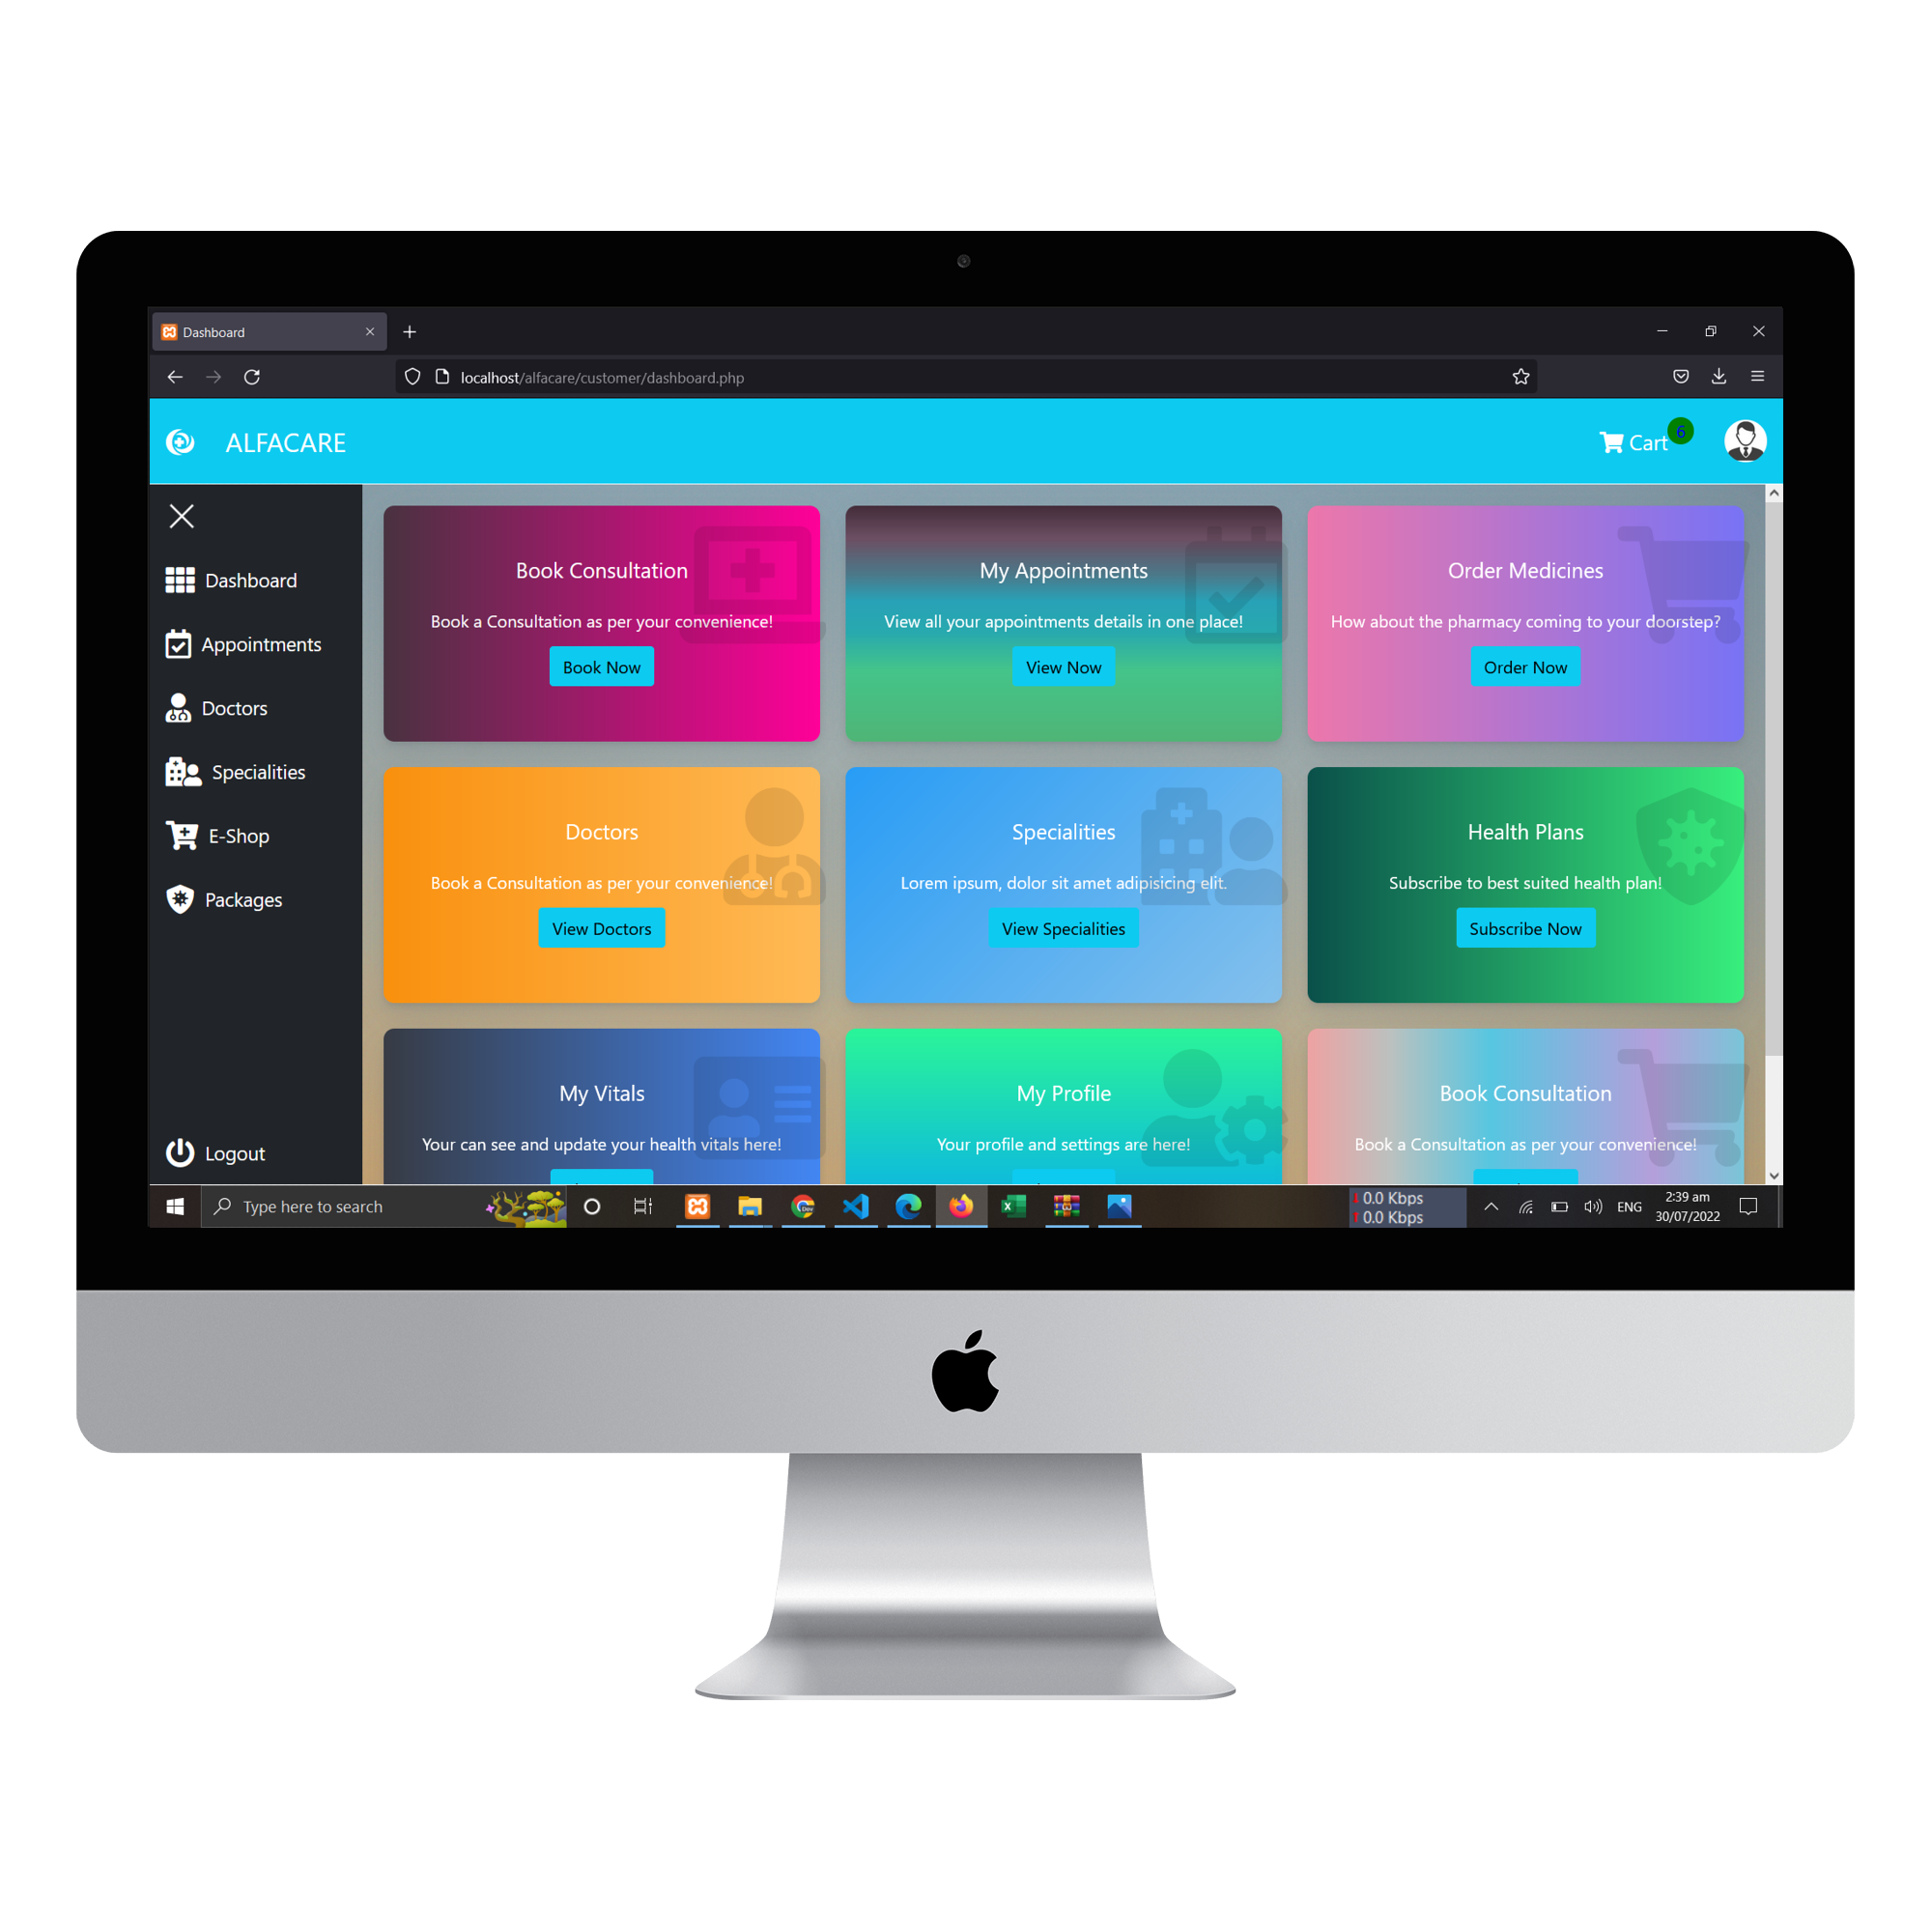 Dashboard
localhost/alfacare/customer/dashboard.php
ALFACARE
Cart
6
Dashboard
Appointments
Doctors
Specialities
E-Shop
Packages
Logout
Book Consultation
Book a Consultation as per your convenience!
Book Now
My Appointments
View all your appointments details in one place!
View Now
Order Medicines
How about the pharmacy coming to your doorstep?
Order Now
Doctors
Book a Consultation as per your convenience!
View Doctors
Specialities
Lorem ipsum, dolor sit amet adipisicing elit.
View Specialities
Health Plans
Subscribe to best suited health plan!
Subscribe Now
My Vitals
Your can see and update your health vitals here!
My Profile
Your profile and settings are here!
Book Consultation
Book a Consultation as per your convenience!
Type here to search
0.0 Kbps
0.0 Kbps
ENG
2:39 am
30/07/2022